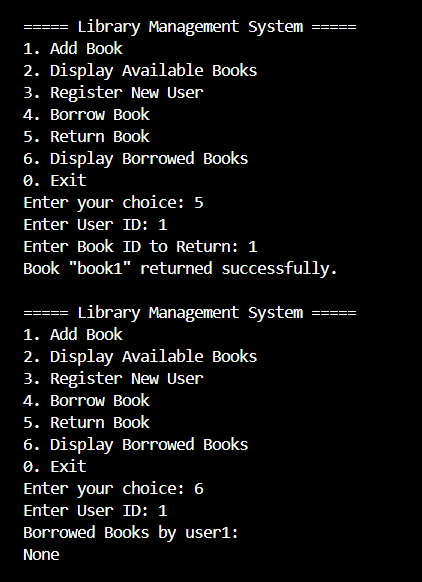 ===== Library Management System =====
1. Add Book
2. Display Available Books
3. Register New User
4. Borrow Book
5. Return Book
6. Display Borrowed Books
0. Exit
Enter your choice: 5
Enter User ID: 1
Enter Book ID to Return: 1
Book "book1" returned successfully.

===== Library Management System =====
1. Add Book
2. Display Available Books
3. Register New User
4. Borrow Book
5. Return Book
6. Display Borrowed Books
0. Exit
Enter your choice: 6
Enter User ID: 1
Borrowed Books by user1:
None